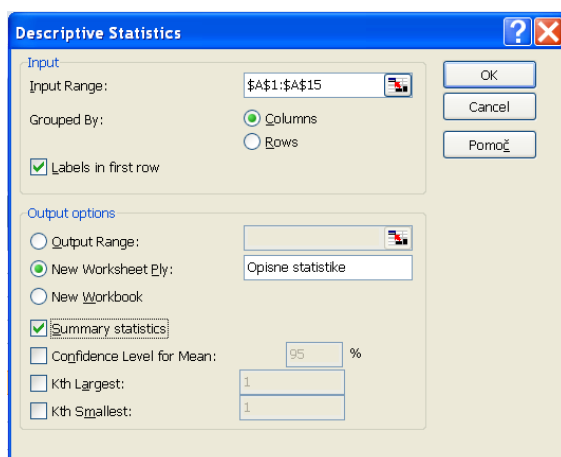 Descriptive Statistics
Input
Input Range: $A$1:$A$15
Grouped By: Columns
Rows
Labels in first row
OK
Cancel
Pomoč
Output options
Output Range:
New Worksheet Ply: Opisne statistike
New Workbook
Summary statistics
Confidence Level for Mean: 95 %
Kth Largest: 1
Kth Smallest: 1